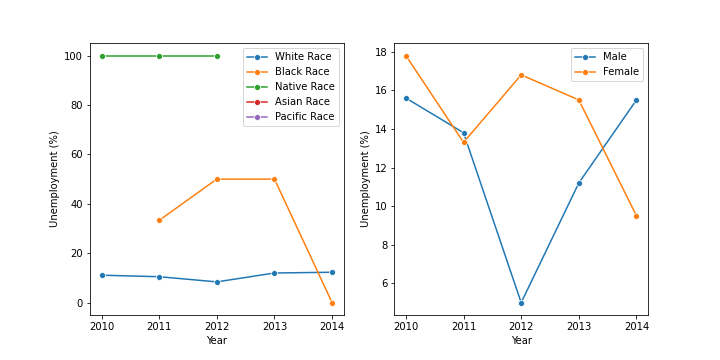 100
80
60
40
20
0
Unemployment (%)
2010 2011 2012 2013 2014
Year
White Race
Black Race
Native Race
Asian Race
Pacific Race
18
16
14
12
10
8
6
Unemployment (%)
2010 2011 2012 2013 2014
Year
Male
Female